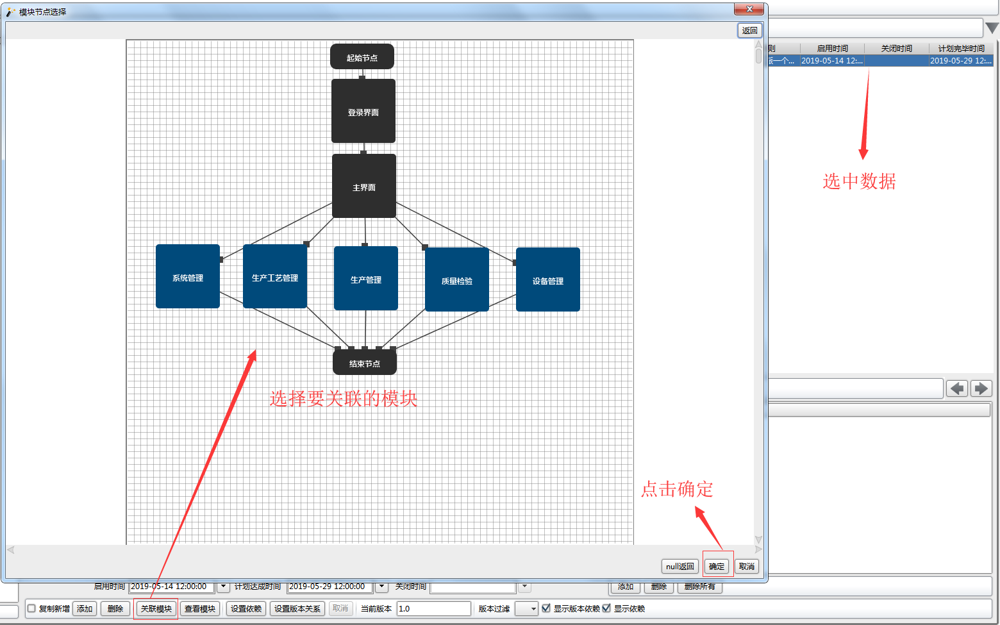 模块节点选择
返回
则 启用时间 关闭时间 计划完毕时间
一个... 2019-05-14 12:... 2019-05-29 12:...
起始节点
登录界面
选中数据
主界面
系统管理 生产工艺管理 生产管理 质量检验 设备管理
结束节点
选择要关联的模块
点击确定
null返回 确定 取消
启用时间 2019-05-14 12:00:00 计划达成时间 2019-05-29 12:00:00 关闭时间 添加 删除 删除所有
复制新增 添加 删除 关联模块 查看模块 设置依赖 设置版本关系 取消 当前版本 1.0 版本过滤 显示版本依赖 显示依赖